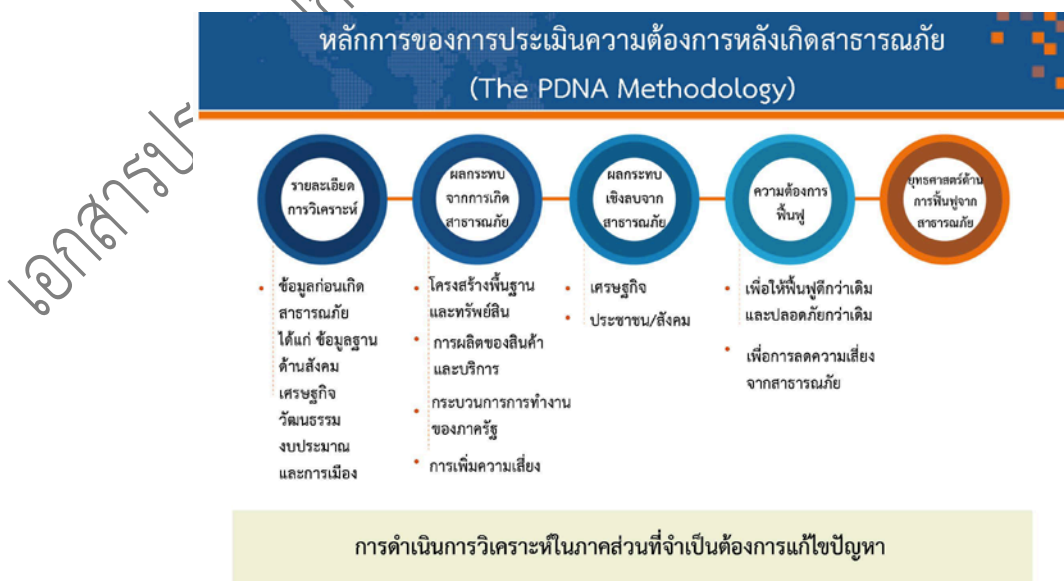 หลักการของการประเมินความต้องการหลังเกิดสาธารณภัย
(The PDNA Methodology)
รายละเอียด
การวิเคราะห์
ผลกระทบ
จากการเกิด
สาธารณภัย
ผลกระทบ
เชิงลบจาก
สาธารณภัย
ความต้องการ
ฟื้นฟู
ยุทธศาสตร์ด้าน
การฟื้นฟูจาก
สาธารณภัย
• ข้อมูลก่อนเกิด
สาธารณภัย
ได้แก่ ข้อมูลฐาน
ด้านสังคม
เศรษฐกิจ
วัฒนธรรม
งบประมาณ
และการเมือง
• โครงสร้างพื้นฐาน
และทรัพย์สิน
• การผลิตของสินค้า
และบริการ
• กระบวนการการทำงาน
ของภาครัฐ
• การเพิ่มความเสี่ยง
• เศรษฐกิจ
• ประชาชน/สังคม
• เพื่อให้ฟื้นฟูดีกว่าเดิม
และปลอดภัยกว่าเดิม
• เพื่อการลดความเสี่ยง
จากสาธารณภัย
การดำเนินการวิเคราะห์ในภาคส่วนที่จำเป็นต้องการแก้ไขปัญหา